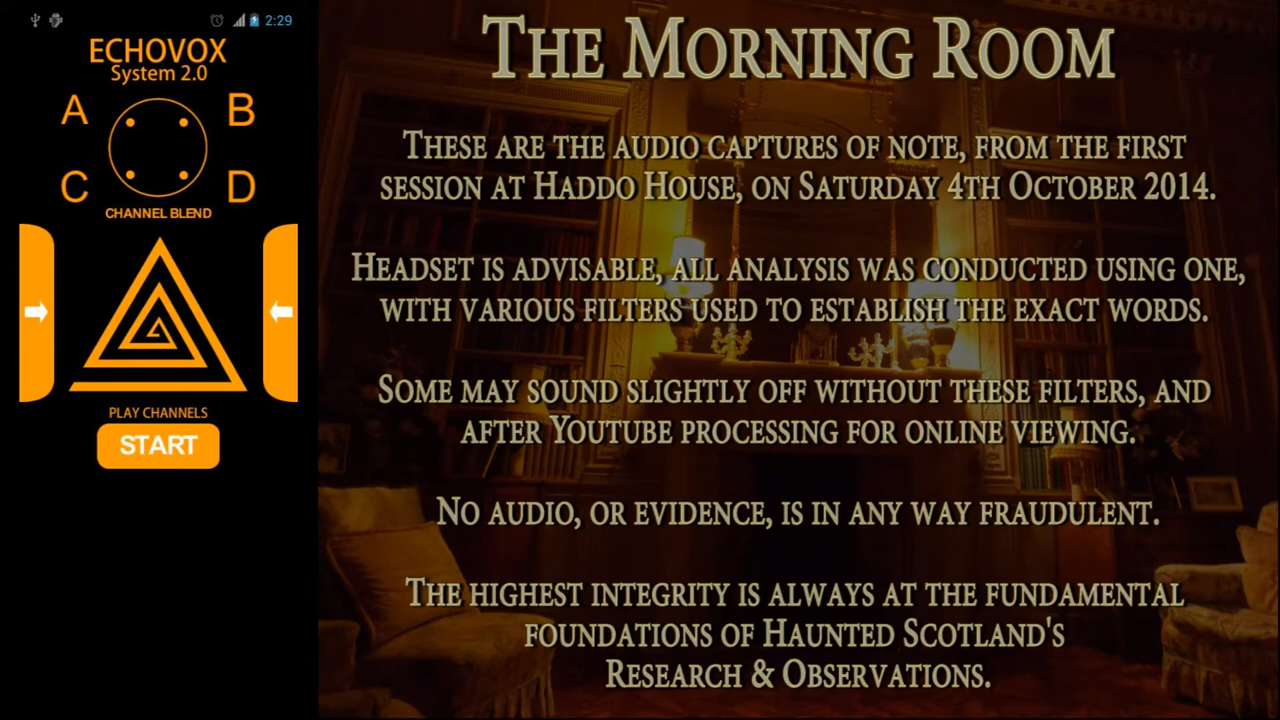 2:29
ECHOVOX
System 2.0
A B
C D
CHANNEL BLEND
PLAY CHANNELS
START
THE MORNING ROOM
THESE ARE THE AUDIO CAPTURES OF NOTE, FROM THE FIRST
SESSION AT HADDO HOUSE, ON SATURDAY 4TH OCTOBER 2014.
HEADSET IS ADVISABLE, ALL ANALYSIS WAS CONDUCTED USING ONE,
WITH VARIOUS FILTERS USED TO ESTABLISH THE EXACT WORDS.
SOME MAY SOUND SLIGHTLY OFF WITHOUT THESE FILTERS, AND
AFTER YOUTUBE PROCESSING FOR ONLINE VIEWING.
NO AUDIO, OR EVIDENCE, IS IN ANY WAY FRAUDULENT.
THE HIGHEST INTEGRITY IS ALWAYS AT THE FUNDAMENTAL
FOUNDATIONS OF HAUNTED SCOTLAND'S
RESEARCH & OBSERVATIONS.